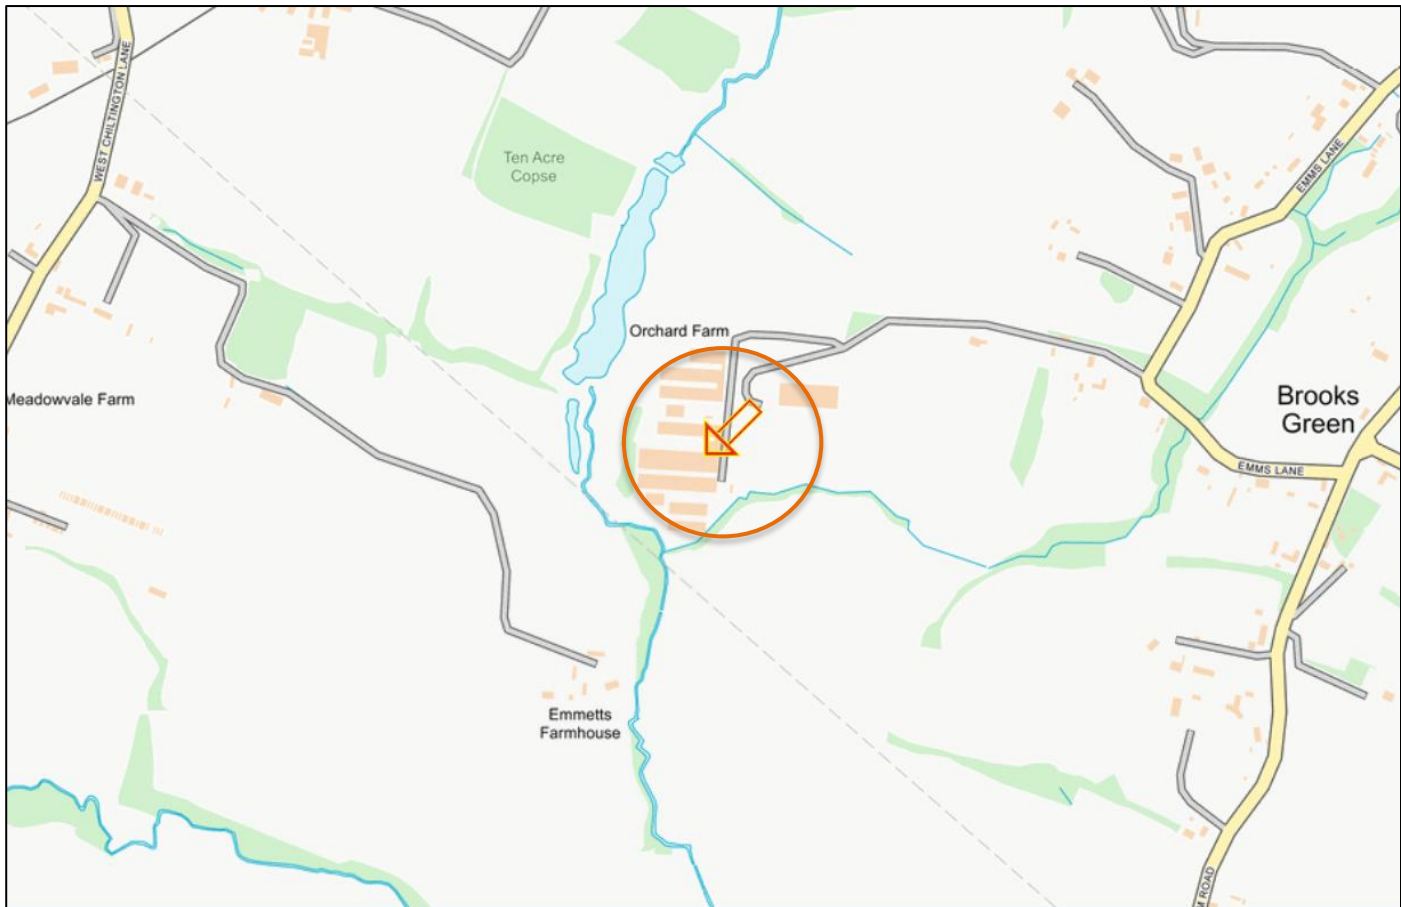 WEST CHILTINGTON LANE
Ten Acre
Copse
EMMS LANE
Orchard Farm
Meadowvale Farm
Brooks
Green
EMMS LANE
Emmetts
Farmhouse
ROAD